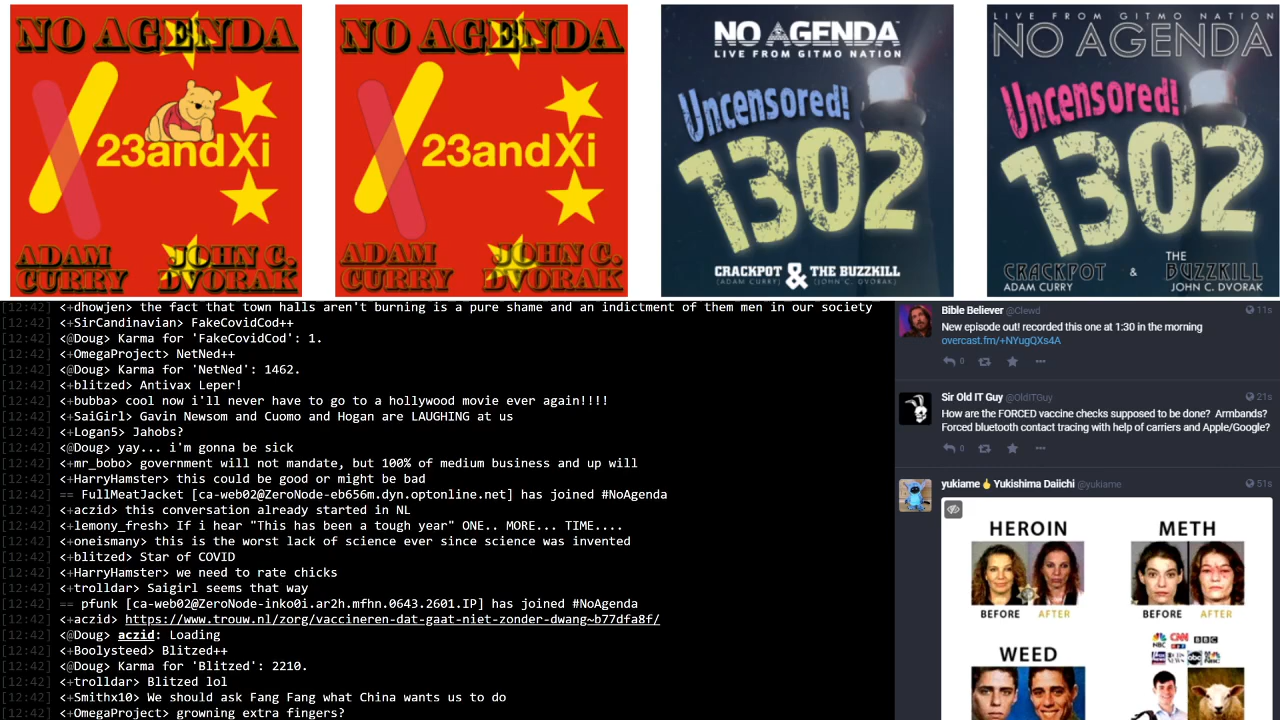 NO AGENDA
23andXi
ADAM CURRY
JOHN C. DVORAK
NO AGENDA
23andXi
ADAM CURRY
JOHN C. DVORAK
NO AGENDA
LIVE FROM GITMO NATION
Uncensored!
1302
CRACKPOT & THE BUZZKILL
[ADAM CURRY] [JOHN C. DVORAK]
LIVE FROM GITMO NATION
NO AGENDA
Uncensored!
1302
CRACKPOT & THE BUZZKILL
ADAM CURRY JOHN C. DVORAK
[12:42] <+dhowjen> the fact that town halls aren't burning is a pure shame and an indictment of them men in our society
[12:42] <+SirCandinavian> FakeCovidCod++
[12:42] <@Doug> Karma for 'FakeCovidCod': 1.
[12:42] <+OmegaProject> NetNed++
[12:42] <@Doug> Karma for 'NetNed': 1462.
[12:42] <+blitzed> Antivax Leper!
[12:42] <+bubba> cool now i'll never have to go to a hollywood movie ever again!!!!
[12:42] <+SaiGirl> Gavin Newsom and Cuomo and Hogan are LAUGHING at us
[12:42] <+Logan5> Jahobs?
[12:42] <@Doug> yay... i'm gonna be sick
[12:42] <+mr_bobo> government will not mandate, but 100% of medium business and up will
[12:42] <+HarryHamster> this could be good or might be bad
[12:42] == FullMeatJacket [ca-web02@ZeroNode-eb656m.dyn.optonline.net] has joined #NoAgenda
[12:42] <+aczid> this conversation already started in NL
[12:42] <+lemony_fresh> If i hear "This has been a tough year" ONE.. MORE... TIME....
[12:42] <+oneismany> this is the worst lack of science ever since science was invented
[12:42] <+blitzed> Star of COVID
[12:42] <+HarryHamster> we need to rate chicks
[12:42] <+trolldar> Saigirl seems that way
[12:42] == pfunk [ca-web02@ZeroNode-inko0i.ar2h.mfhn.0643.2601.IP] has joined #NoAgenda
[12:42] <+aczid> https://www.trouw.nl/zorg/vaccineren-dat-gaat-niet-zonder-dwang~b77dfa8f/
[12:42] <@Doug> aczid: Loading
[12:42] <+Doolysteed> Blitzed++
[12:42] <@Doug> Karma for 'Blitzed': 2210.
[12:42] <+trolldar> Blitzed lol
[12:42] <+Smithx10> We should ask Fang Fang what China wants us to do
[12:42] <+OmegaProject> growning extra fingers?
Bible Believer @Clewd 11s
New episode out! recorded this one at 1:30 in the morning
overcast.fm/+NYugQXs4A
0
Sir Old IT Guy @OldITGuy 21s
How are the FORCED vaccine checks supposed to be done? Armbands?
Forced bluetooth contact tracing with help of carriers and Apple/Google?
0
yukiame🖕Yukishima Daiichi @yukiame 51s
HEROIN METH
BEFORE AFTER BEFORE AFTER
WEED
NBC CNN BBC
abc